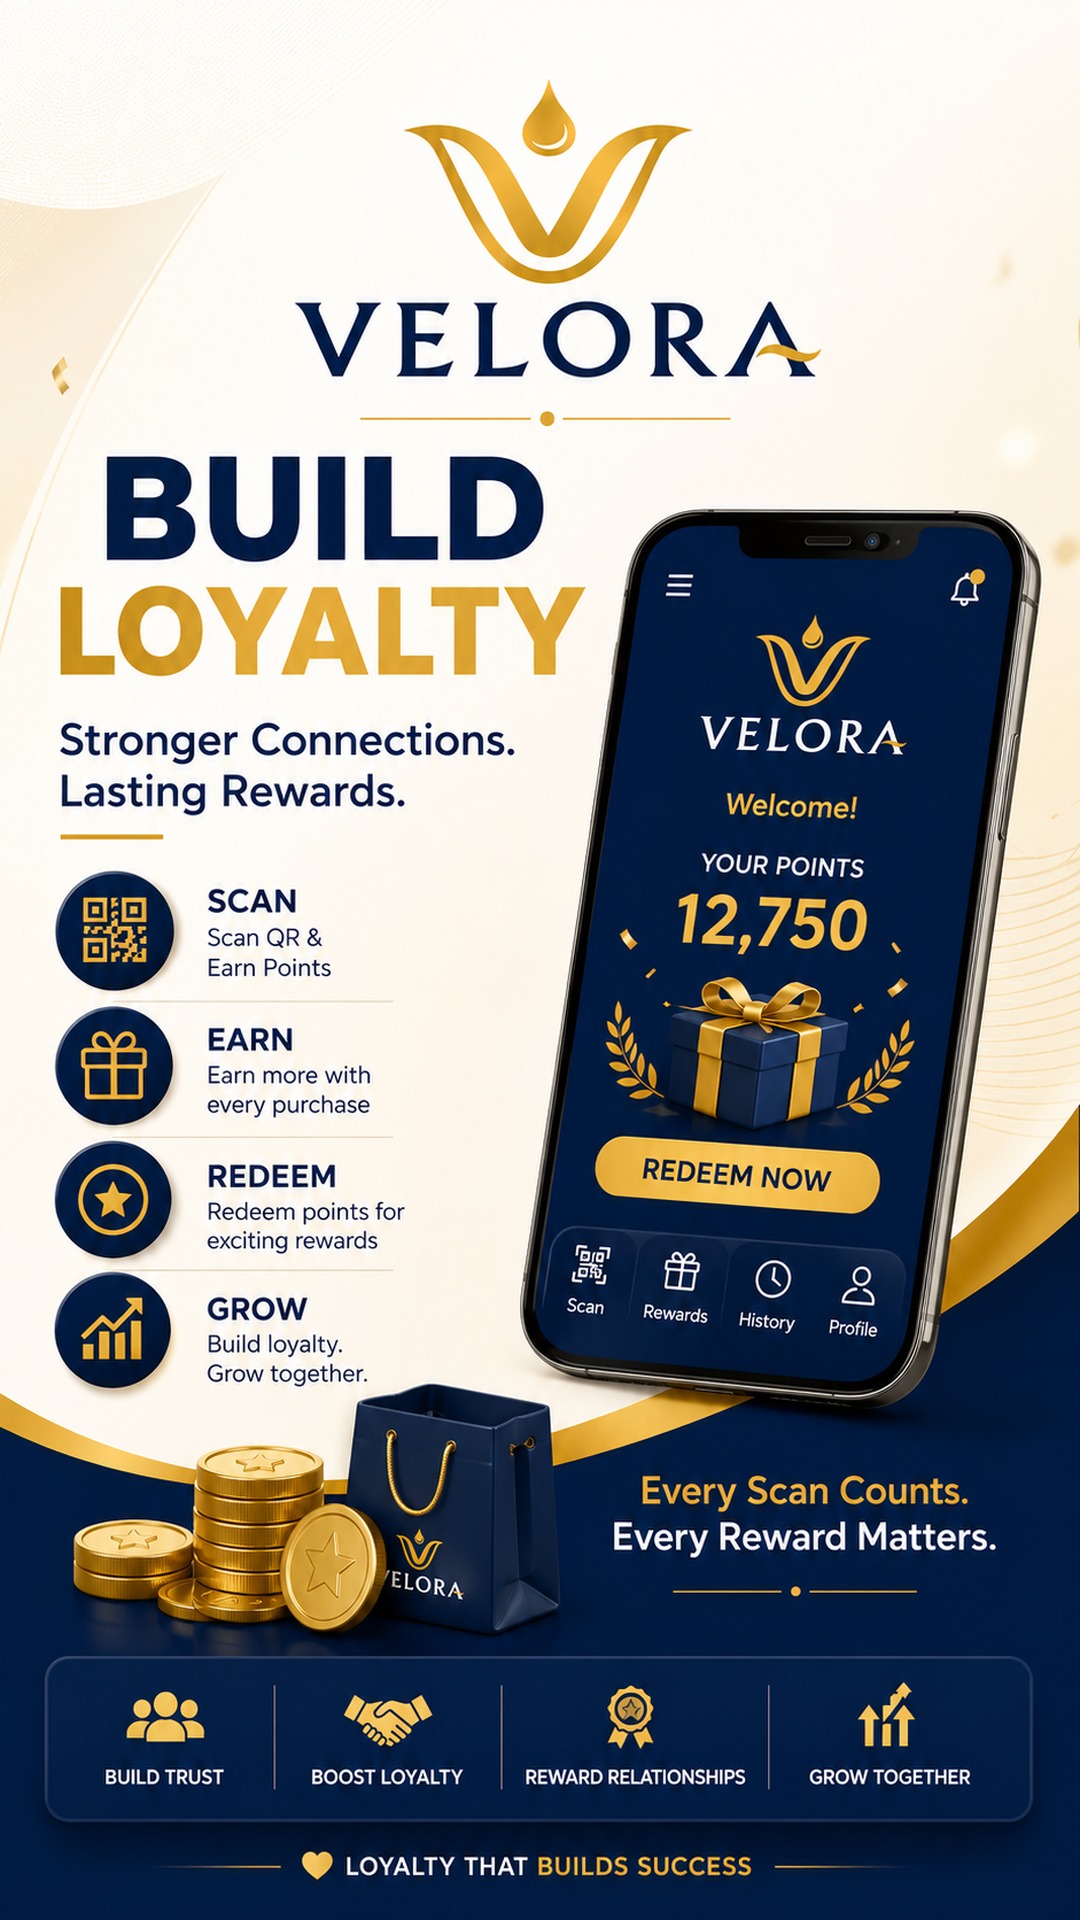 VELORA
BUILD
LOYALTY
Stronger Connections.
Lasting Rewards.
SCAN
Scan QR &
Earn Points
EARN
Earn more with
every purchase
REDEEM
Redeem points for
exciting rewards
GROW
Build loyalty.
Grow together.
VELORA
Welcome!
YOUR POINTS
12,750
REDEEM NOW
Scan
Rewards
History
Profile
VELORA
Every Scan Counts.
Every Reward Matters.
BUILD TRUST
BOOST LOYALTY
REWARD RELATIONSHIPS
GROW TOGETHER
LOYALTY THAT BUILDS SUCCESS